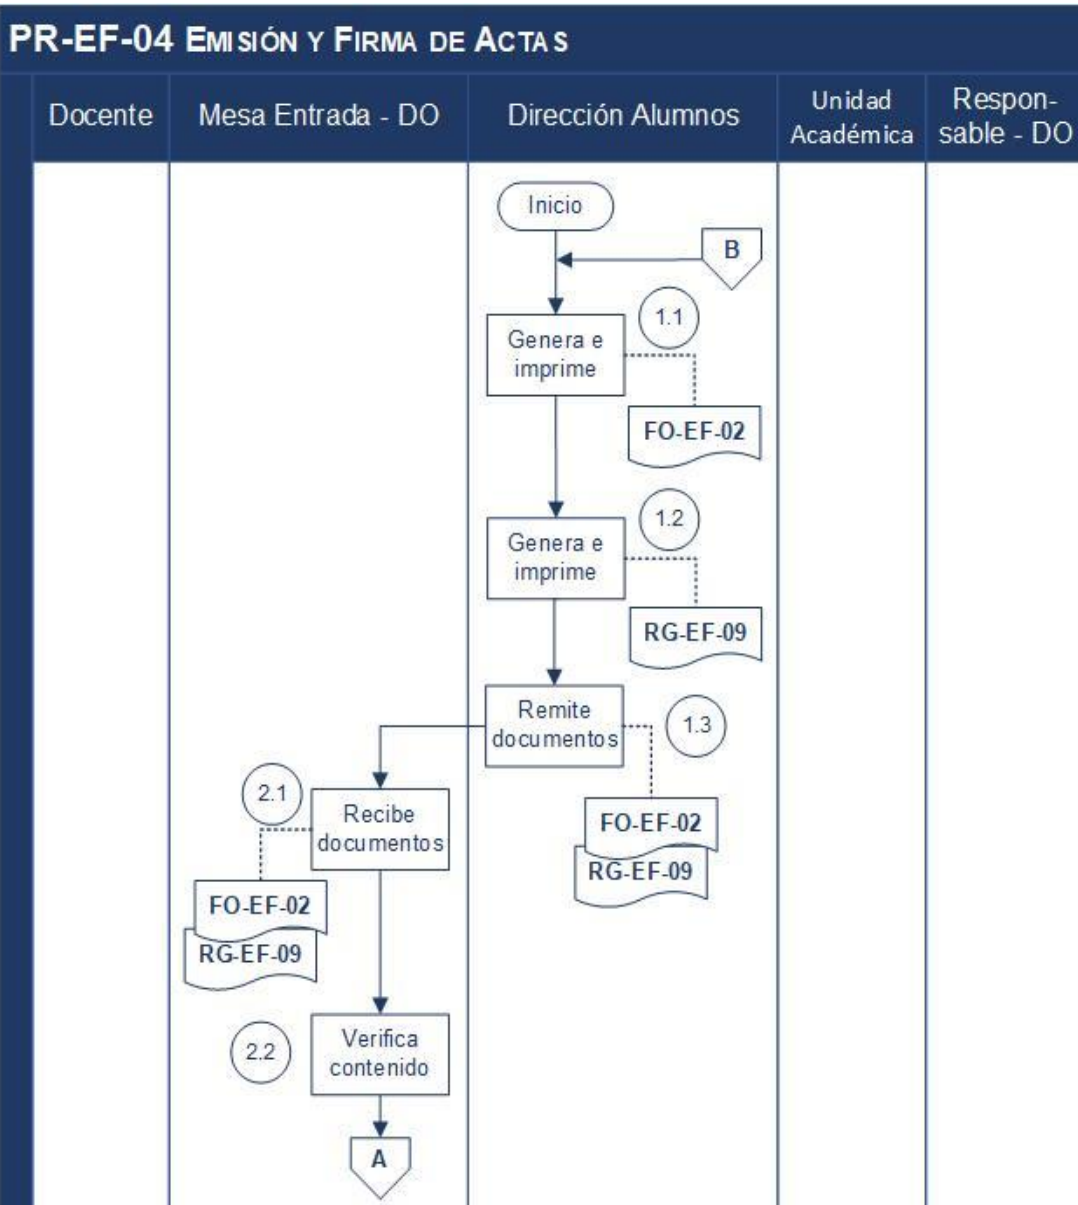 PR-EF-04 EMISIÓN Y FIRMA DE ACTAS
Docente
Mesa Entrada - DO
Dirección Alumnos
Unidad
Académica
Respon-
sable - DO
Inicio
B
1.1
Genera e
imprime
FO-EF-02
1.2
Genera e
imprime
RG-EF-09
Remite
documentos
1.3
FO-EF-02
RG-EF-09
2.1
Recibe
documentos
FO-EF-02
RG-EF-09
2.2
Verifica
contenido
A